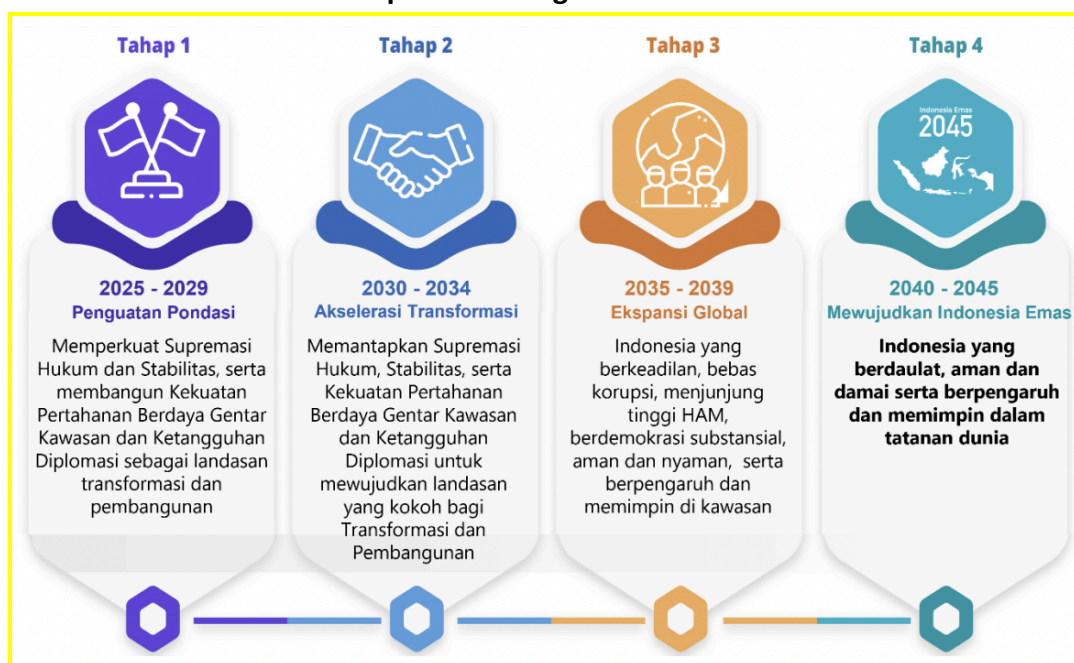 Tahap 1
Tahap 2
Tahap 3
Tahap 4
Indonesia Emas
2045
2025 - 2029
Penguatan Pondasi
Memperkuat Supremasi
Hukum dan Stabilitas, serta
membangun Kekuatan
Pertahanan Berdaya Gentar
Kawasan dan Ketangguhan
Diplomasi sebagai landasan
transformasi dan
pembangunan
2030 - 2034
Akselerasi Transformasi
Memantapkan Supremasi
Hukum, Stabilitas, serta
Kekuatan Pertahanan
Berdaya Gentar Kawasan
dan Ketangguhan
Diplomasi untuk
mewujudkan landasan
yang kokoh bagi
Transformasi dan
Pembangunan
2035 - 2039
Ekspansi Global
Indonesia yang
berkeadilan, bebas
korupsi, menjunjung
tinggi HAM,
berdemokrasi substansial,
aman dan nyaman, serta
berpengaruh dan
memimpin di kawasan
2040 - 2045
Mewujudkan Indonesia Emas
Indonesia yang
berdaulat, aman dan
damai serta berpengaruh
dan memimpin dalam
tatanan dunia